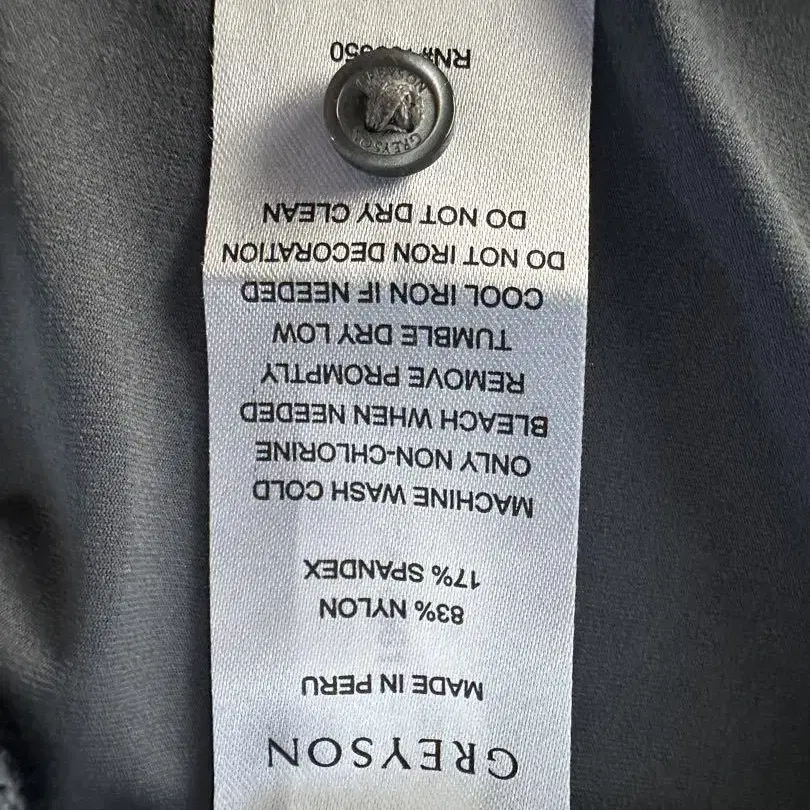 GREYSON
MADE IN PERU
83% NYLON
17% SPANDEX
MACHINE WASH COLD
ONLY NON-CHLORINE
BLEACH WHEN NEEDED
REMOVE PROMPTLY
TUMBLE DRY LOW
COOL IRON IF NEEDED
DO NOT IRON DECORATION
DO NOT DRY CLEAN
RN#
GREYSON